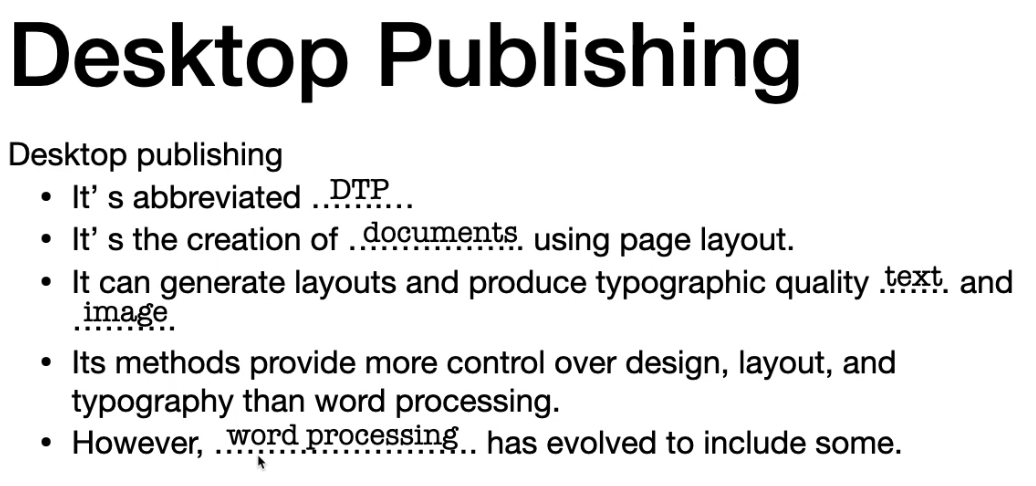 Desktop Publishing
Desktop publishing
• It’ s abbreviated ..DTP...
• It’ s the creation of ..documents.. using page layout.
• It can generate layouts and produce typographic quality .text.. and
..image..
• Its methods provide more control over design, layout, and
typography than word processing.
• However, ..word processing.. has evolved to include some.